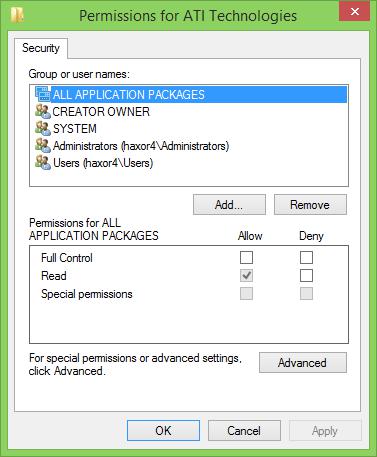 Permissions for ATI Technologies
Security
Group or user names:
ALL APPLICATION PACKAGES
CREATOR OWNER
SYSTEM
Administrators (haxor4\Administrators)
Users (haxor4\Users)
Add... Remove
Permissions for ALL
APPLICATION PACKAGES Allow Deny
Full Control
Read
Special permissions
For special permissions or advanced settings,
click Advanced. Advanced
OK Cancel Apply